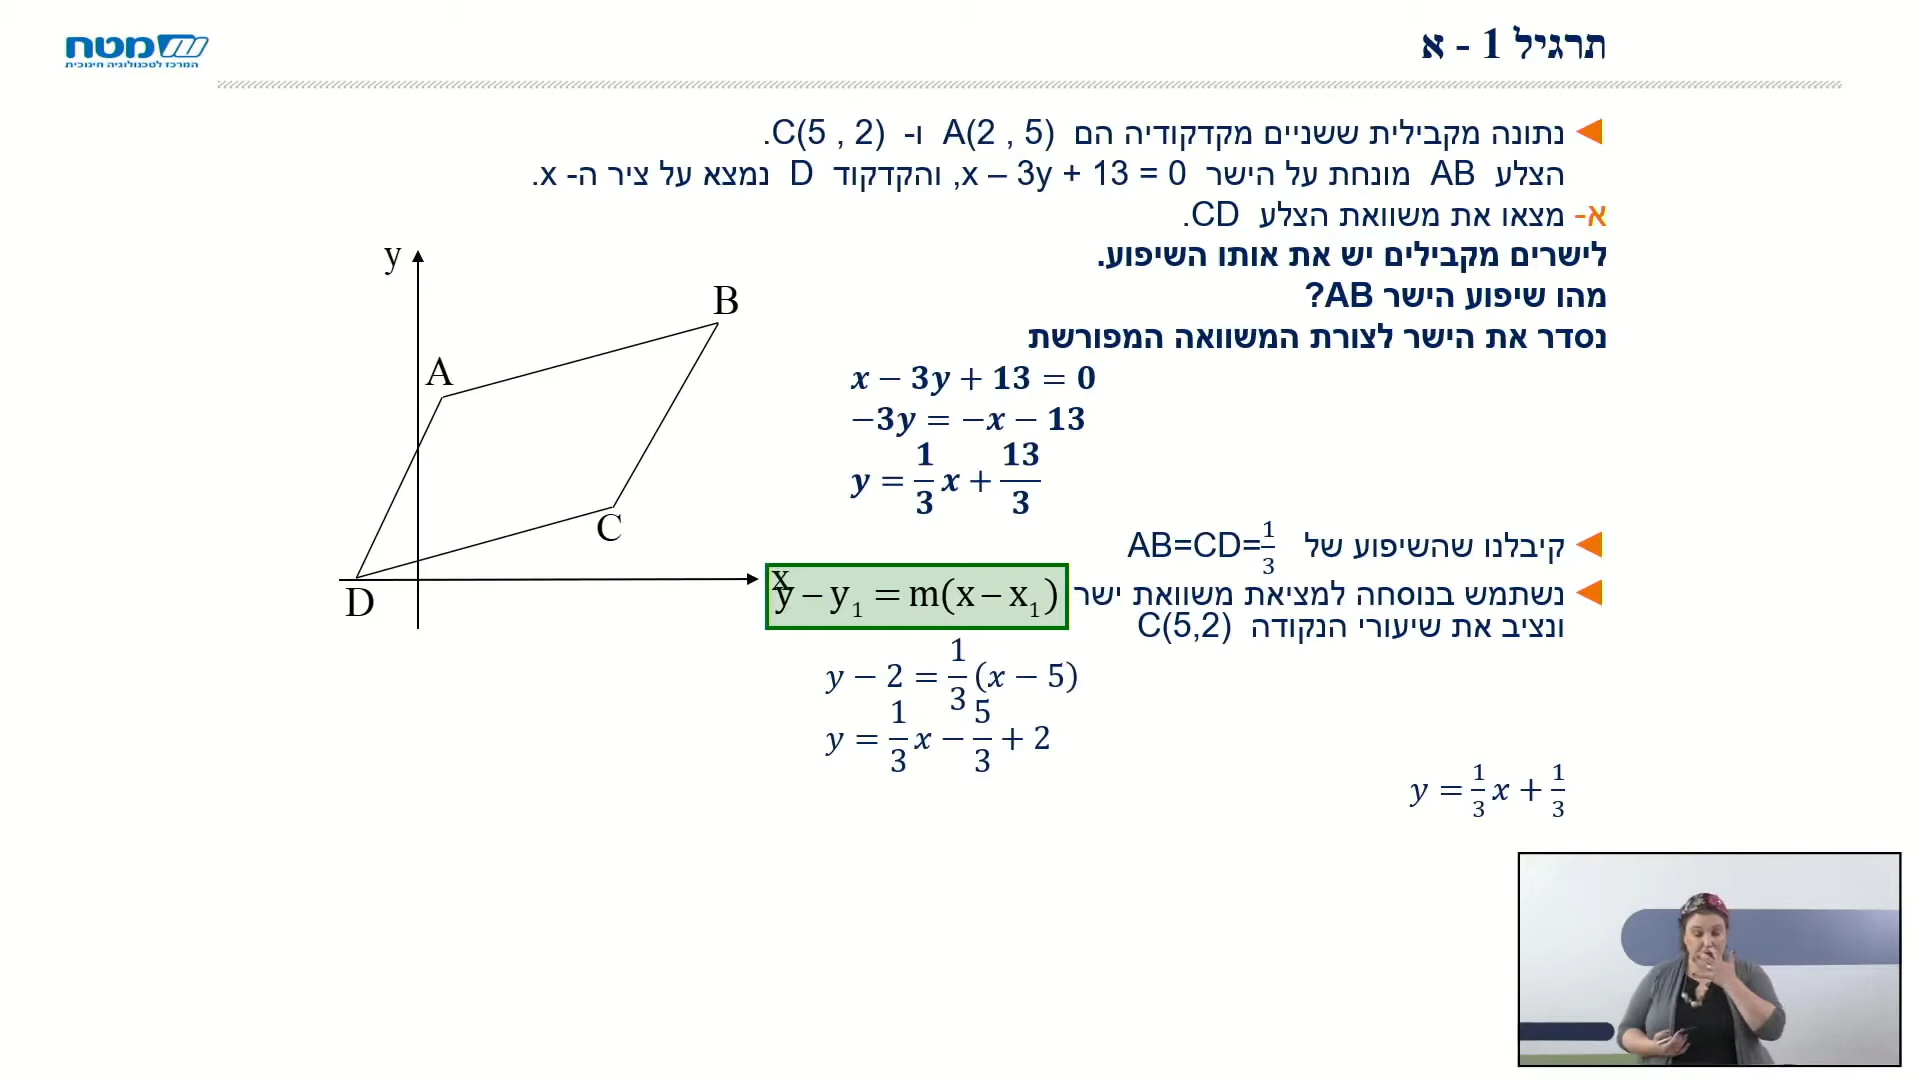 מטח
המרכז לטכנולוגיה חינוכית
תרגיל 1 - א
נתונה מקבילית ששניים מקדקודיה הם A(2 , 5) ו- C(5 , 2).
הצלע AB מונחת על הישר x – 3y + 13 = 0, והקדקוד D נמצא על ציר ה- x.
א- מצאו את משוואת הצלע CD.
לישרים מקבילים יש את אותו השיפוע.
מהו שיפוע הישר AB?
נסדר את הישר לצורת המשוואה המפורשת
x − 3y + 13 = 0
−3y = −x − 13
y = 1/3 x + 13/3
קיבלנו שהשיפוע של AB=CD=1/3
נשתמש בנוסחה למציאת משוואת ישר y − y₁ = m(x − x₁)
ונציב את שיעורי הנקודה C(5,2)
y − 2 = 1/3 (x − 5)
y = 1/3 x − 5/3 + 2
y = 1/3 x + 1/3
y
B
A
C
x
D